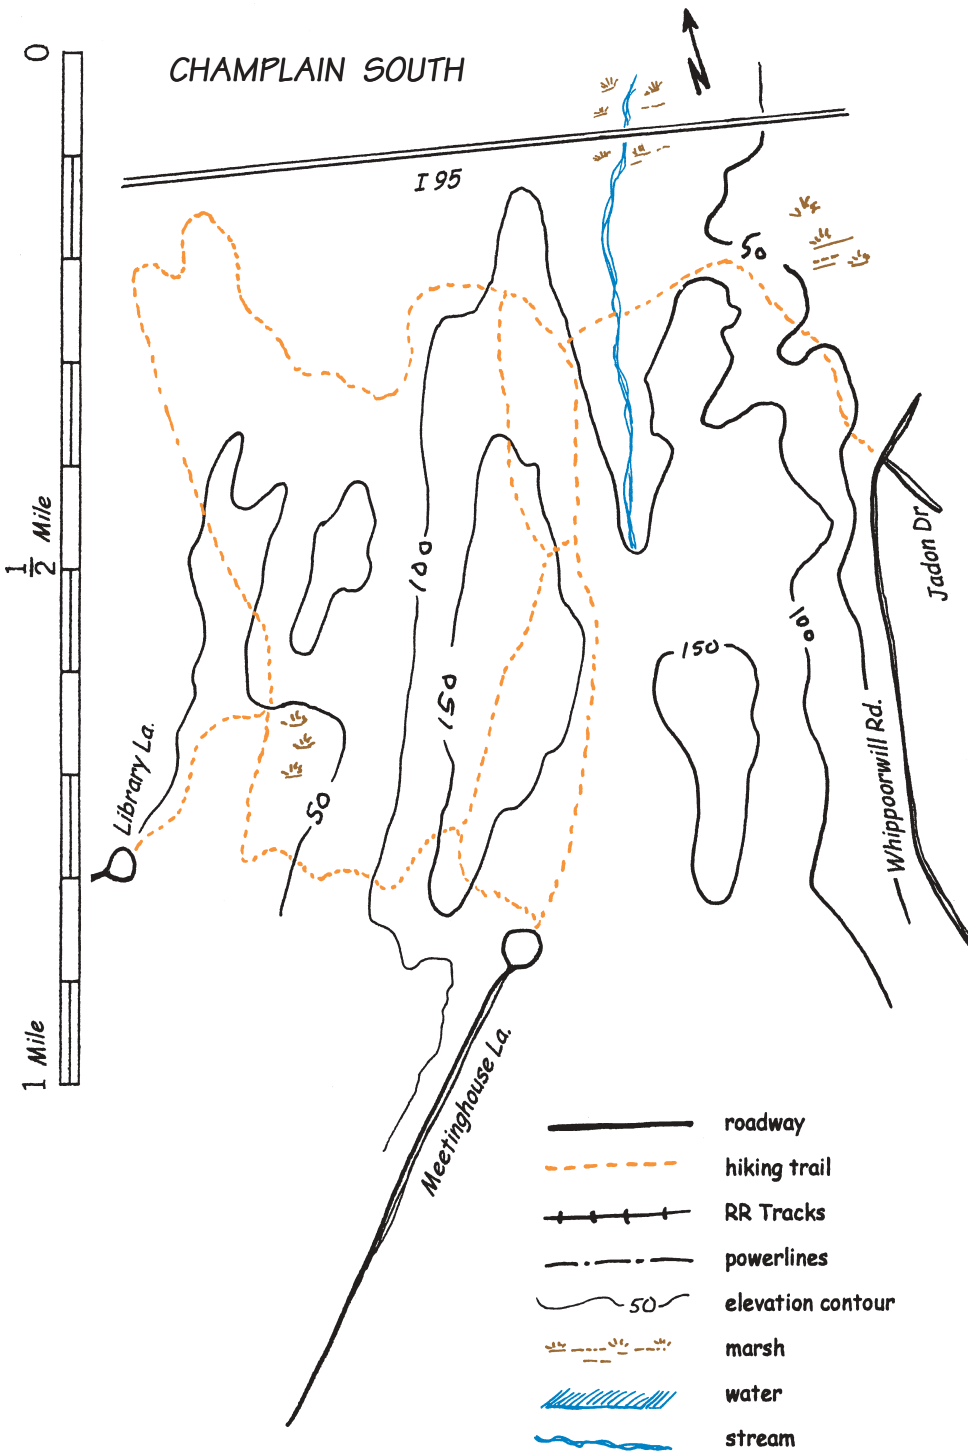 0
CHAMPLAIN SOUTH
N
I 95
50
1/2 Mile
100
Jadon Dr.
100
150
150
Library La.
50
Whippoorwill Rd.
1 Mile
Meetinghouse La.
roadway
hiking trail
RR Tracks
powerlines
50
elevation contour
marsh
water
stream